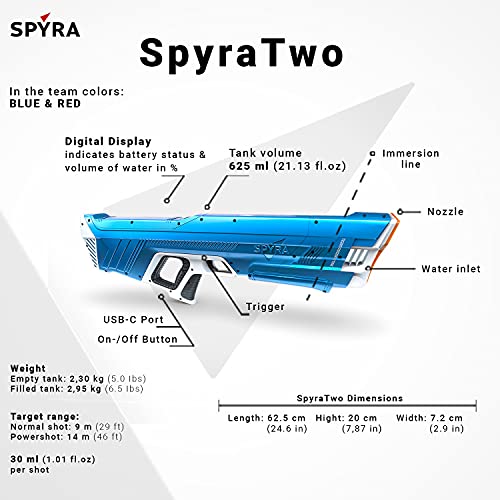 SPYRA
SpyraTwo
In the team colors:
BLUE & RED
Digital Display
indicates battery status &
volume of water in %
Tank volume
625 ml (21.13 fl.oz)
Immersion
line
Nozzle
SPYRA
Water inlet
Trigger
USB-C Port
On-/Off Button
Weight
Empty tank: 2,30 kg (5.0 lbs)
Filled tank: 2,95 kg (6.5 lbs)
Target range:
Normal shot: 9 m (29 ft)
Powershot: 14 m (46 ft)
30 ml (1.01 fl.oz)
per shot
SpyraTwo Dimensions
Length: 62.5 cm
(24.6 in)
Hight: 20 cm
(7,87 in)
Width: 7.2 cm
(2.9 in)